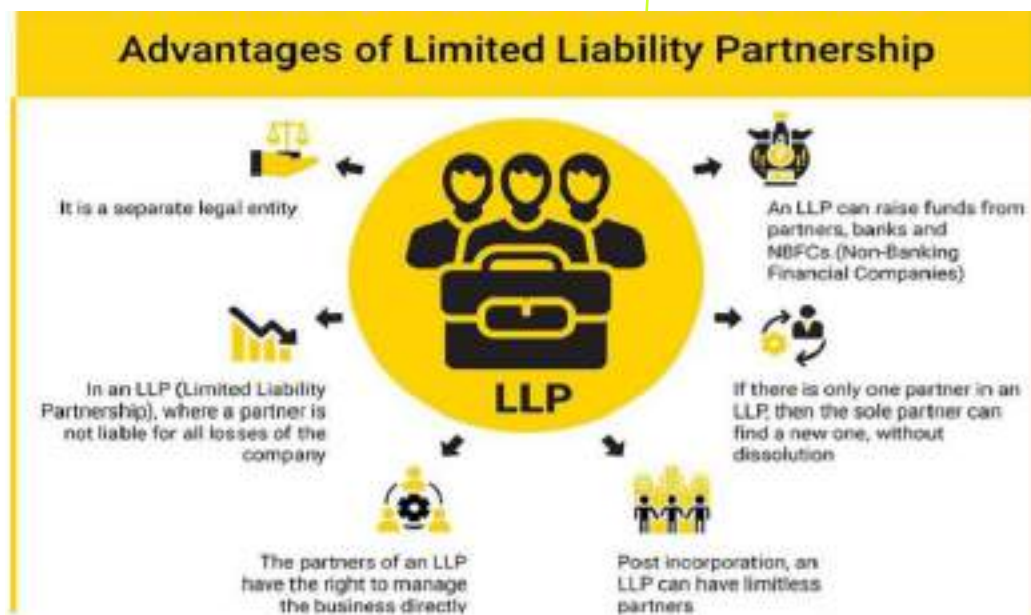 Advantages of Limited Liability Partnership
It is a separate legal entity
An LLP can raise funds from
partners, banks and
NBFCs (Non-Banking
Financial Companies)
In an LLP (Limited Liability
Partnership), where a partner is
not liable for all losses of the
company
LLP
If there is only one partner in an
LLP, then the sole partner can
find a new one, without
dissolution
The partners of an LLP
have the right to manage
the business directly
Post incorporation, an
LLP can have limitless
partners